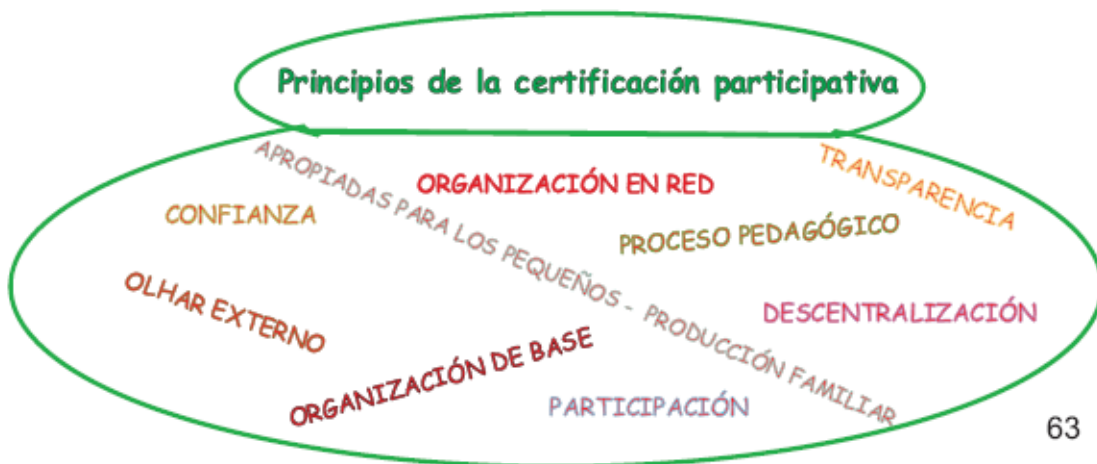 Principios de la certificación participativa
APROPIADAS PARA LOS PEQUEÑOS - PRODUCCIÓN FAMILIAR
ORGANIZACIÓN EN RED
TRANSPARENCIA
CONFIANZA
PROCESO PEDAGÓGICO
OLHAR EXTERNO
DESCENTRALIZACIÓN
ORGANIZACIÓN DE BASE
PARTICIPACIÓN
63